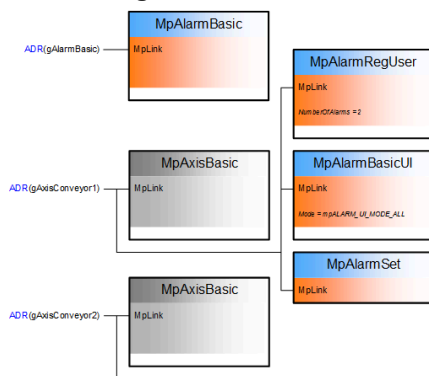 MpAlarmBasic
ADR(gAlarmBasic)
MpLink
MpAlarmRegUser
MpLink
NumberOfAlarms = 2
MpAxisBasic
ADR(gAxisConveyor1)
MpLink
MpAlarmBasicUI
MpLink
Mode = mpALARM_UI_MODE_ALL
MpAlarmSet
MpLink
MpAxisBasic
ADR(gAxisConveyor2)
MpLink